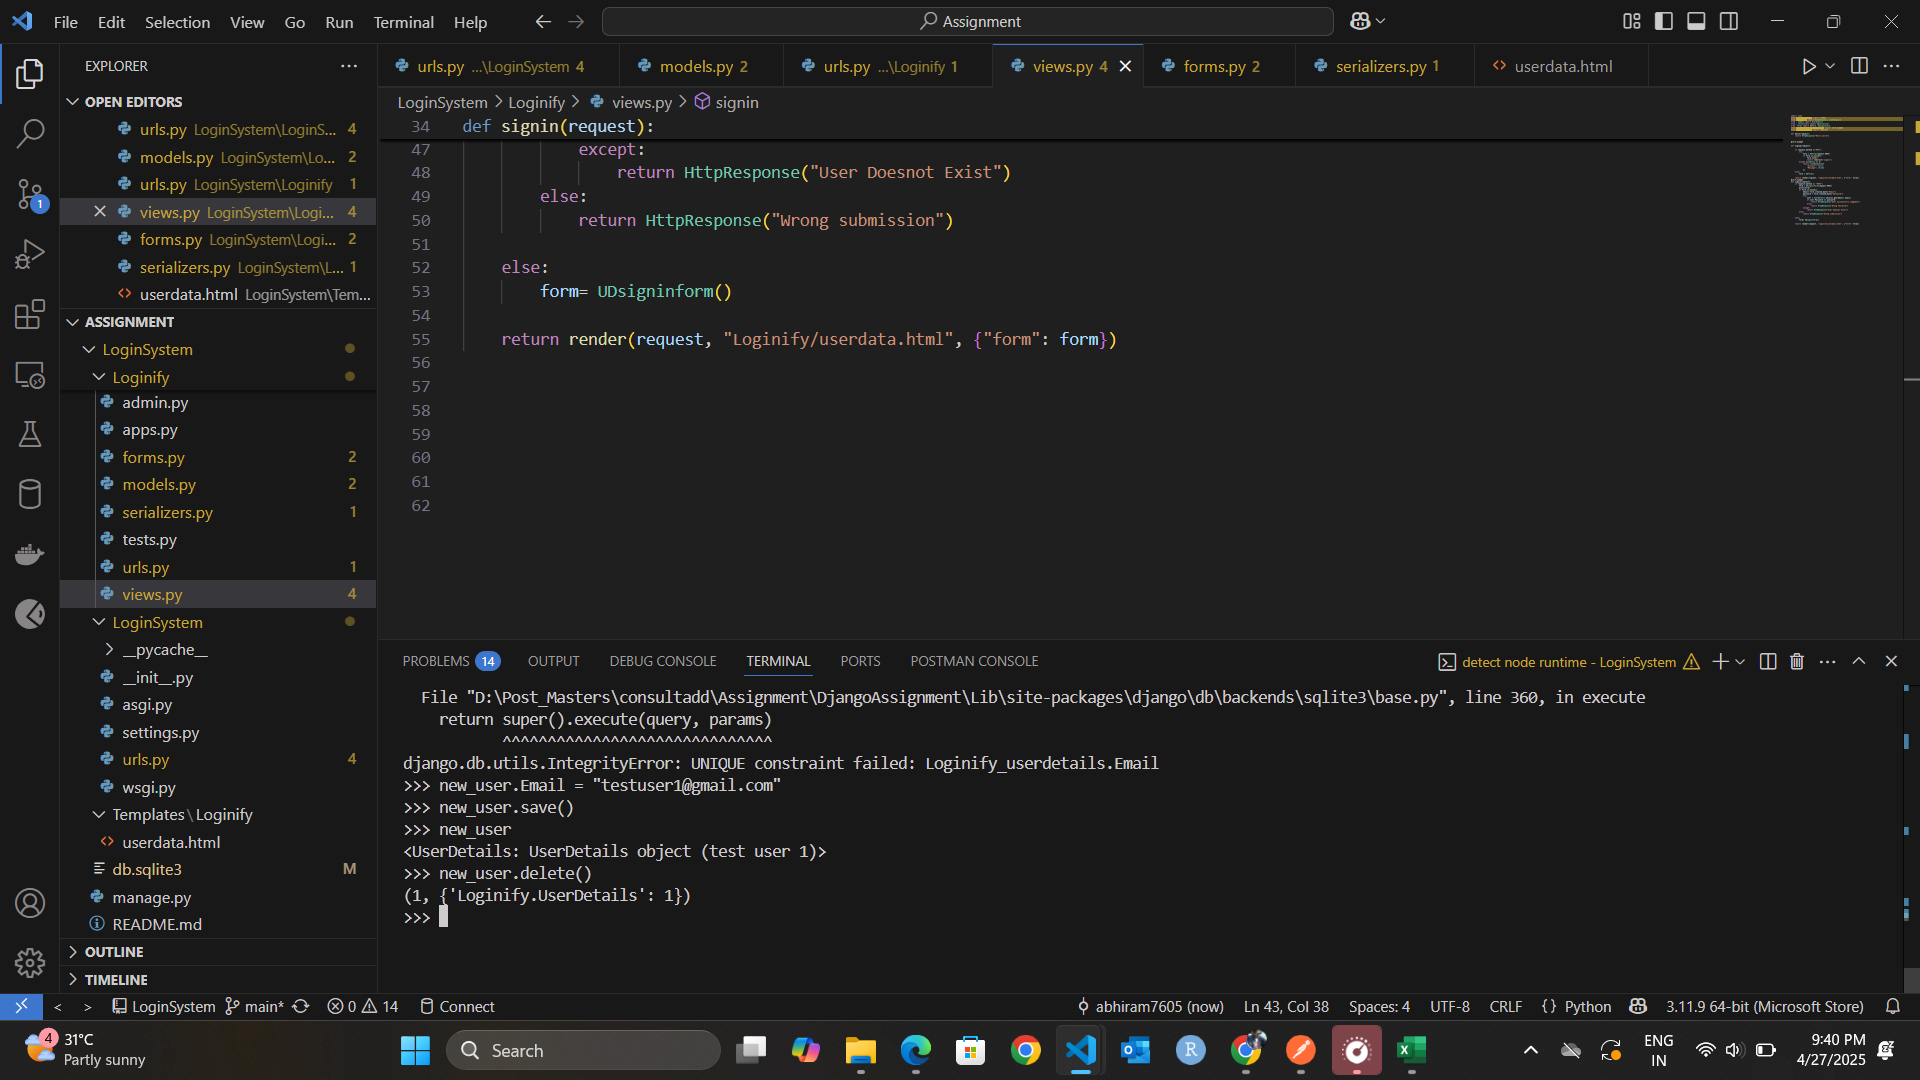 File Edit Selection View Go Run Terminal Help
Assignment
EXPLORER
OPEN EDITORS
urls.py LoginSystem\LoginS... 4
models.py LoginSystem\Lo... 2
urls.py LoginSystem\Loginify 1
views.py LoginSystem\Logi... 4
forms.py LoginSystem\Logi... 2
serializers.py LoginSystem\L... 1
userdata.html LoginSystem\Tem...
ASSIGNMENT
LoginSystem
Loginify
admin.py
apps.py
forms.py 2
models.py 2
serializers.py 1
tests.py
urls.py 1
views.py 4
LoginSystem
__pycache__
__init__.py
asgi.py
settings.py
urls.py 4
wsgi.py
Templates\Loginify
userdata.html
db.sqlite3 M
manage.py
README.md
OUTLINE
TIMELINE
1
urls.py ...\LoginSystem 4
models.py 2
urls.py ...\Loginify 1
views.py 4
forms.py 2
serializers.py 1
userdata.html
LoginSystem > Loginify > views.py > signin
34 def signin(request):
47 except:
48 return HttpResponse("User Doesnot Exist")
49 else:
50 return HttpResponse("Wrong submission")
51
52 else:
53 form= UDsigninform()
54
55 return render(request, "Loginify/userdata.html", {"form": form})
56
57
58
59
60
61
62
PROBLEMS 14 OUTPUT DEBUG CONSOLE TERMINAL PORTS POSTMAN CONSOLE
detect node runtime - LoginSystem
File "D:\Post_Masters\consultadd\Assignment\DjangoAssignment\Lib\site-packages\django\db\backends\sqlite3\base.py", line 360, in execute
return super().execute(query, params)
^^^^^^^^^^^^^^^^^^^^^^^^^^^^^^
django.db.utils.IntegrityError: UNIQUE constraint failed: Loginify_userdetails.Email
>>> new_user.Email = "testuser1@gmail.com"
>>> new_user.save()
>>> new_user
<UserDetails: UserDetails object (test user 1)>
>>> new_user.delete()
(1, {'Loginify.UserDetails': 1})
>>>
LoginSystem main* 0 14 Connect
abhiram7605 (now) Ln 43, Col 38 Spaces: 4 UTF-8 CRLF {} Python 3.11.9 64-bit (Microsoft Store)
4
31°C
Partly sunny
Search
R
ENG
IN
9:40 PM
4/27/2025